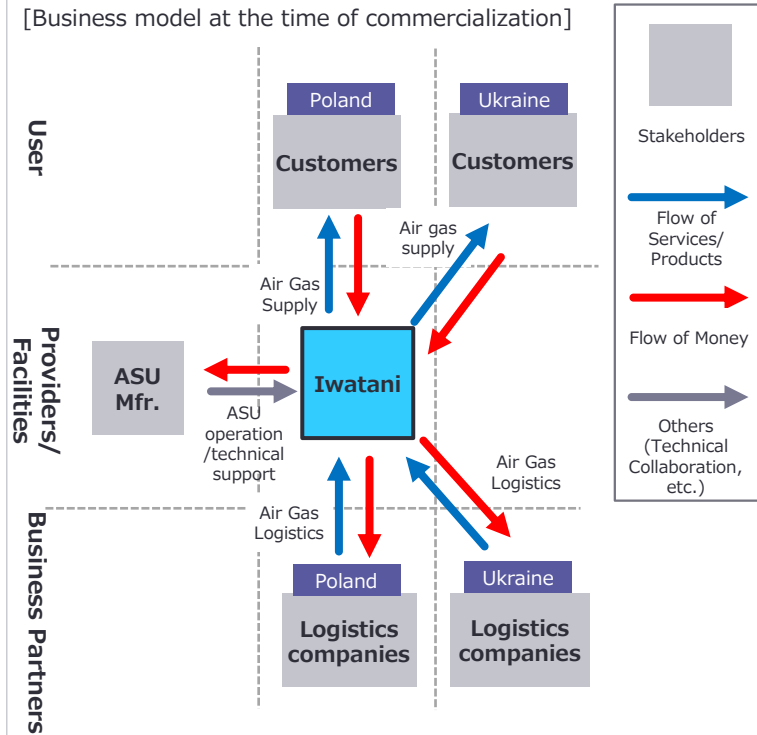 [Business model at the time of commercialization]
User
Poland
Customers
Ukraine
Customers
Air Gas
Supply
Air gas
supply
Providers/
Facilities
ASU
Mfr.
Iwatani
ASU
operation
/technical
support
Air Gas
Logistics
Air Gas
Logistics
Business Partners
Poland
Logistics
companies
Ukraine
Logistics
companies
Stakeholders
Flow of
Services/
Products
Flow of Money
Others
(Technical
Collaboration,
etc.)